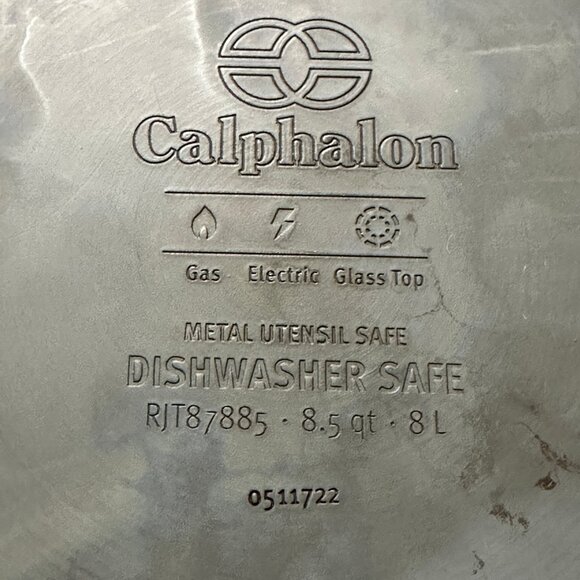 Calphalon
Gas Electric Glass Top
METAL UTENSIL SAFE
DISHWASHER SAFE
RJT87885 · 8.5 qt · 8 L
0511722